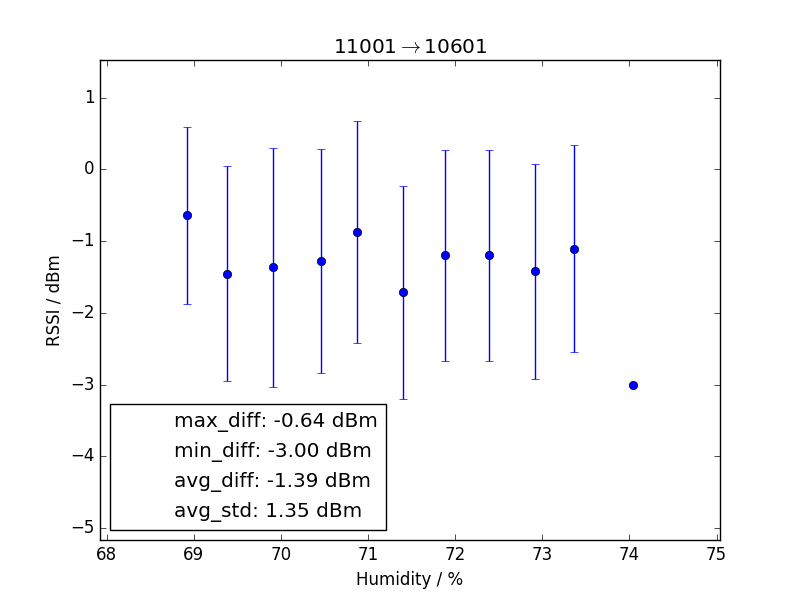 11001→10601
1
0
−1
−2
−3
−4
−5
RSSI / dBm
max_diff: -0.64 dBm
min_diff: -3.00 dBm
avg_diff: -1.39 dBm
avg_std: 1.35 dBm
68 69 70 71 72 73 74 75
Humidity / %